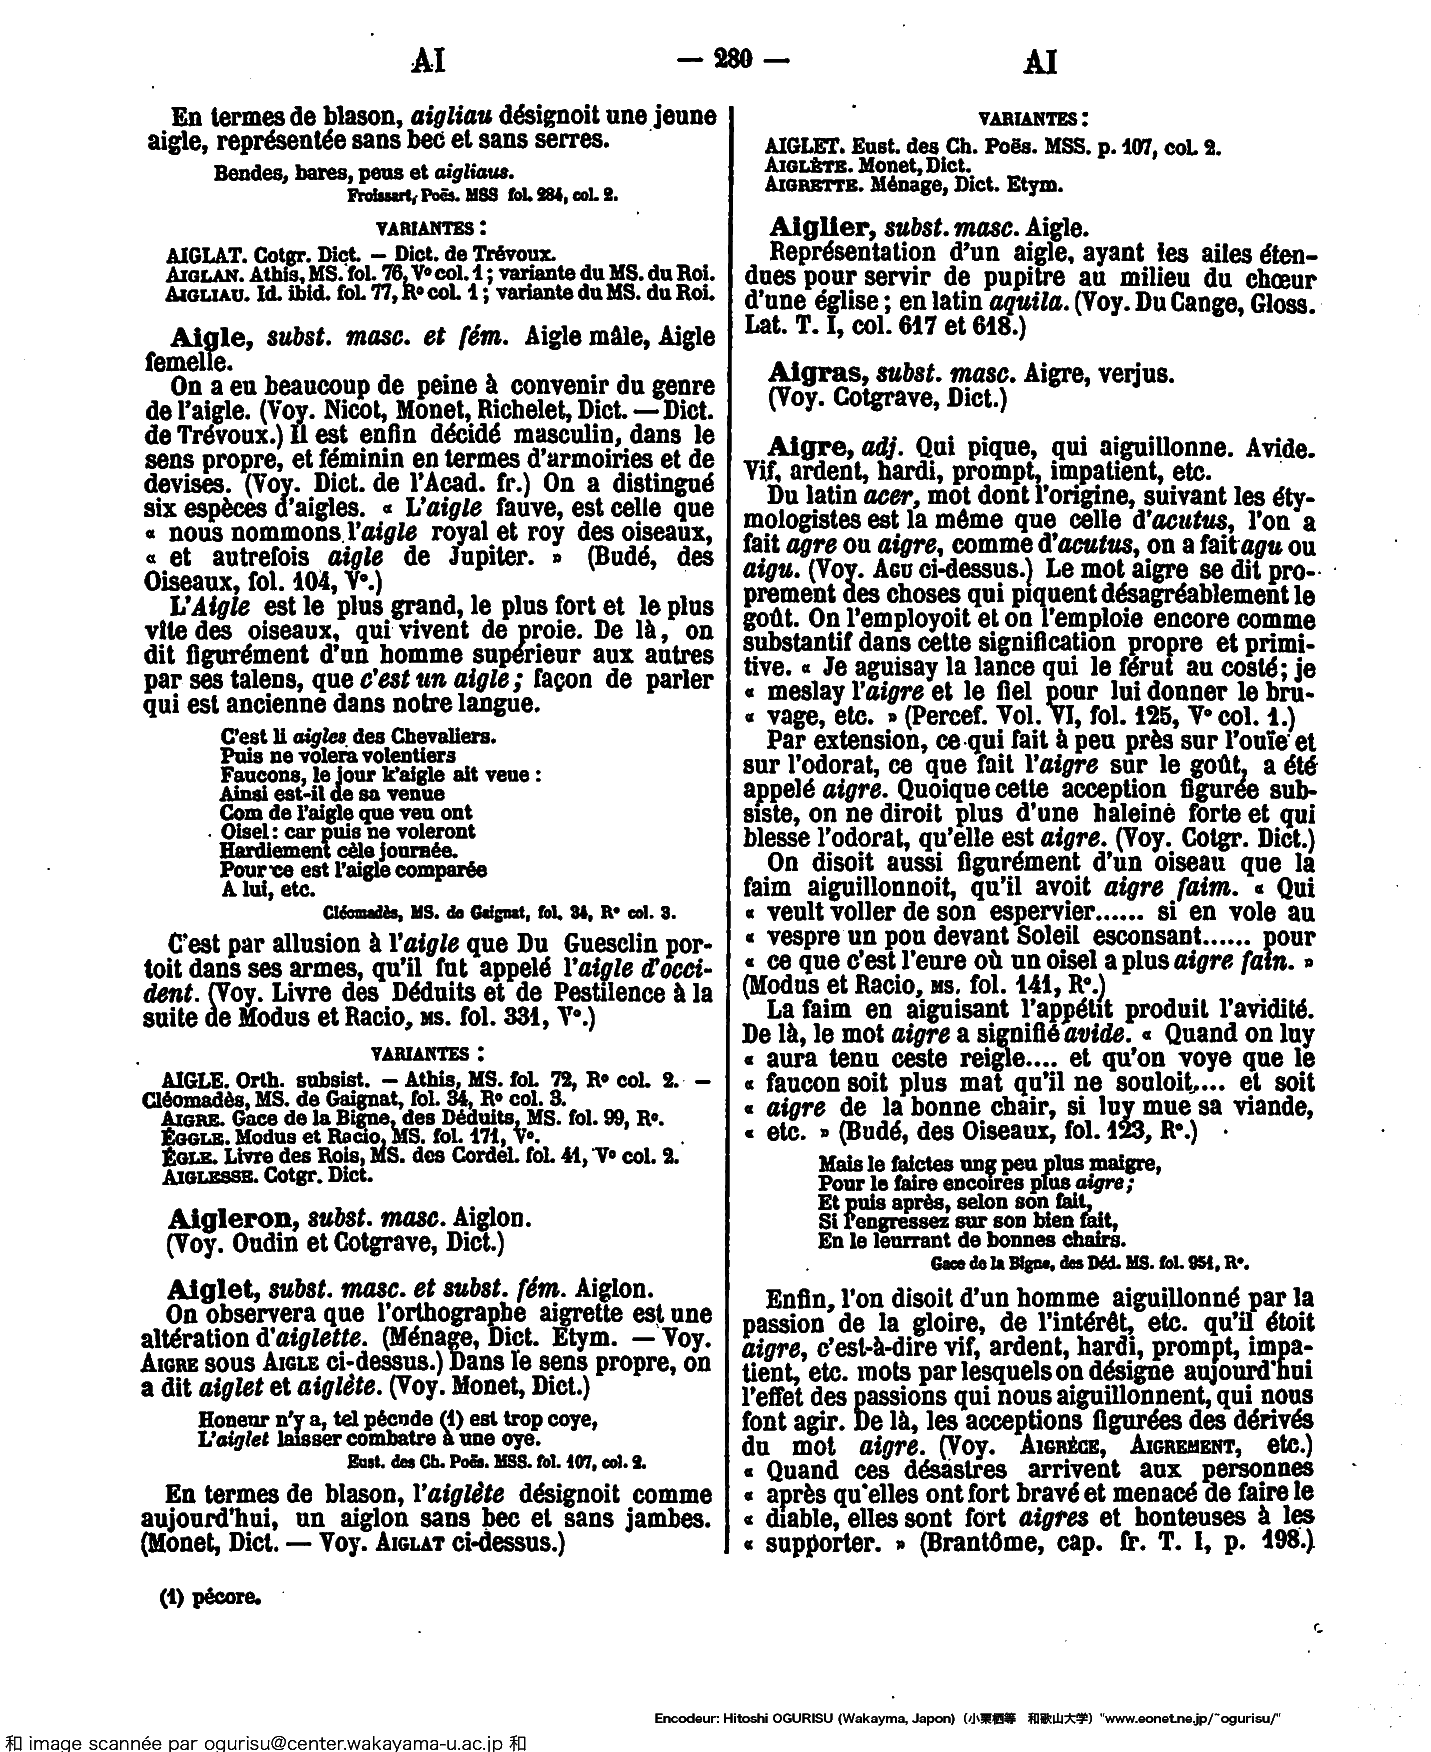 AI — 280 — AI
En termes de blason, aigliau désignoit une jeune
aigle, représentée sans bec et sans serres.
Bendes, bares, peus et aigliaus.
Froissart, Poës. MSS fol. 284, col. 2.
VARIANTES :
AIGLAT. Cotgr. Dict. — Dict. de Trévoux.
AIGLAN. Athis, MS. fol. 76, Vº col. 1 ; variante du MS. du Roi.
AIGLIAU. Id. ibid. fol. 77, Rº col. 1 ; variante du MS. du Roi.
Aigle, subst. masc. et fém. Aigle mâle, Aigle
femelle.
On a eu beaucoup de peine à convenir du genre
de l'aigle. (Voy. Nicot, Monet, Richelet, Dict. — Dict.
de Trévoux.) Il est enfin décidé masculin, dans le
sens propre, et féminin en termes d'armoiries et de
devises. (Voy. Dict. de l'Acad. fr.) On a distingué
six espèces d'aigles. « L'aigle fauve, est celle que
« nous nommons l'aigle royal et roy des oiseaux,
« et autrefois aigle de Jupiter. » (Budé, des
Oiseaux, fol. 104, Vº.)
L'Aigle est le plus grand, le plus fort et le plus
vîte des oiseaux, qui vivent de proie. De là, on
dit figurément d'un homme supérieur aux autres
par ses talens, que c'est un aigle ; façon de parler
qui est ancienne dans notre langue.
C'est li aigles des Chevaliers.
Puis ne volera volentiers
Faucons, le jour k'aigle ait veue :
Ainsi est-il de sa venue
Com de l'aigle que veu ont
Oisel : car puis ne voleront
Hardiement cèle journée.
Pour ce est l'aigle comparée
A lui, etc.
Cléomadès, MS. de Gaignat, fol. 34, Rº col. 3.
C'est par allusion à l'aigle que Du Guesclin por-
toit dans ses armes, qu'il fut appelé l'aigle d'occi-
dent. (Voy. Livre des Déduits et de Pestilence à la
suite de Modus et Racio, MS. fol. 331, Vº.)
VARIANTES :
AIGLE. Orth. subsist. — Athis, MS. fol. 72, Rº col. 2. —
Cléomadès, MS. de Gaignat, fol. 34, Rº col. 3.
AIGRE. Gace de la Bigne, des Déduits, MS. fol. 99, Rº.
ÉGGLE. Modus et Racio, MS. fol. 171, Vº.
ÉGLE. Livre des Rois, MS. des Cordel. fol. 41, Vº col. 2.
AIGLESSE. Cotgr. Dict.
Aigleron, subst. masc. Aiglon.
(Voy. Oudin et Cotgrave, Dict.)
Aiglet, subst. masc. et subst. fém. Aiglon.
On observera que l'orthographe aigrette est une
altération d'aiglette. (Ménage, Dict. Etym. — Voy.
AIGRE sous AIGLE ci-dessus.) Dans le sens propre, on
a dit aiglet et aiglète. (Voy. Monet, Dict.)
Honeur n'y a, tel pécude (1) est trop coye,
L'aiglet laisser combatre à une oye.
Eust. des Ch. Poës. MSS. fol. 107, col. 2.
En termes de blason, l'aiglète désignoit comme
aujourd'hui, un aiglon sans bec et sans jambes.
(Monet, Dict. — Voy. AIGLAT ci-dessus.)
(1) pécore.
VARIANTES :
AIGLET. Eust. des Ch. Poës. MSS. p. 107, col. 2.
AIGLÈTE. Monet, Dict.
AIGRETTE. Ménage, Dict. Etym.
Aiglier, subst. masc. Aigle.
Représentation d'un aigle, ayant les ailes éten-
dues pour servir de pupitre au milieu du chœur
d'une église ; en latin aquila. (Voy. Du Cange, Gloss.
Lat. T. I, col. 617 et 618.)
Aigras, subst. masc. Aigre, verjus.
(Voy. Cotgrave, Dict.)
Aigre, adj. Qui pique, qui aiguillonne. Avide.
Vif, ardent, hardi, prompt, impatient, etc.
Du latin acer, mot dont l'origine, suivant les éty-
mologistes est la même que celle d'acutus, l'on a
fait agre ou aigre, comme d'acutus, on a fait agu ou
aigu. (Voy. AGU ci-dessus.) Le mot aigre se dit pro-
prement des choses qui piquent désagréablement le
goût. On l'employoit et on l'emploie encore comme
substantif dans cette signification propre et primi-
tive. « Je aguisay la lance qui le férut au costé ; je
« meslay l'aigre et le fiel pour lui donner le bru-
« vage, etc. » (Percef. Vol. VI, fol. 125, Vº col. 1.)
Par extension, ce qui fait à peu près sur l'ouïe et
sur l'odorat, ce que fait l'aigre sur le goût, a été
appelé aigre. Quoique cette acception figurée sub-
siste, on ne diroit plus d'une haleine forte et qui
blesse l'odorat, qu'elle est aigre. (Voy. Cotgr. Dict.)
On disoit aussi figurément d'un oiseau que la
faim aiguillonnoit, qu'il avoit aigre faim. « Qui
« veult voller de son espervier...... si en vole au
« vespre un pou devant Soleil esconsant...... pour
« ce que c'est l'eure où un oisel a plus aigre fain. »
(Modus et Racio, MS. fol. 141, Rº.)
La faim en aiguisant l'appétit produit l'avidité.
De là, le mot aigre a signifié avide. « Quand on luy
« aura tenu ceste reigle.... et qu'on voye que le
« faucon soit plus mat qu'il ne souloit,... et soit
« aigre de la bonne chair, si luy mue sa viande,
« etc. » (Budé, des Oiseaux, fol. 123, Rº.)
Mais le faictes ung peu plus maigre,
Pour le faire encoires plus aigre ;
Et puis après, selon son fait,
Si l'engressez sur son bien fait,
En le leurrant de bonnes chairs.
Gace de la Bigne, des Déd. MS. fol. 951, Rº.
Enfin, l'on disoit d'un homme aiguillonné par la
passion de la gloire, de l'intérêt, etc. qu'il étoit
aigre, c'est-à-dire vif, ardent, hardi, prompt, impa-
tient, etc. mots par lesquels on désigne aujourd'hui
l'effet des passions qui nous aiguillonnent, qui nous
font agir. De là, les acceptions figurées des dérivés
du mot aigre. (Voy. AIGRÈCE, AIGREMENT, etc.)
« Quand ces désastres arrivent aux personnes
« après qu'elles ont fort bravé et menacé de faire le
« diable, elles sont fort aigres et honteuses à les
« supporter. » (Brantôme, cap. fr. T. I, p. 198.)
Encodeur: Hitoshi OGURISU (Wakayma, Japon) (小栗栖等 和歌山大学) "www.eonet.ne.jp/~ogurisu/"
和 image scannée par ogurisu@center.wakayama-u.ac.jp 和